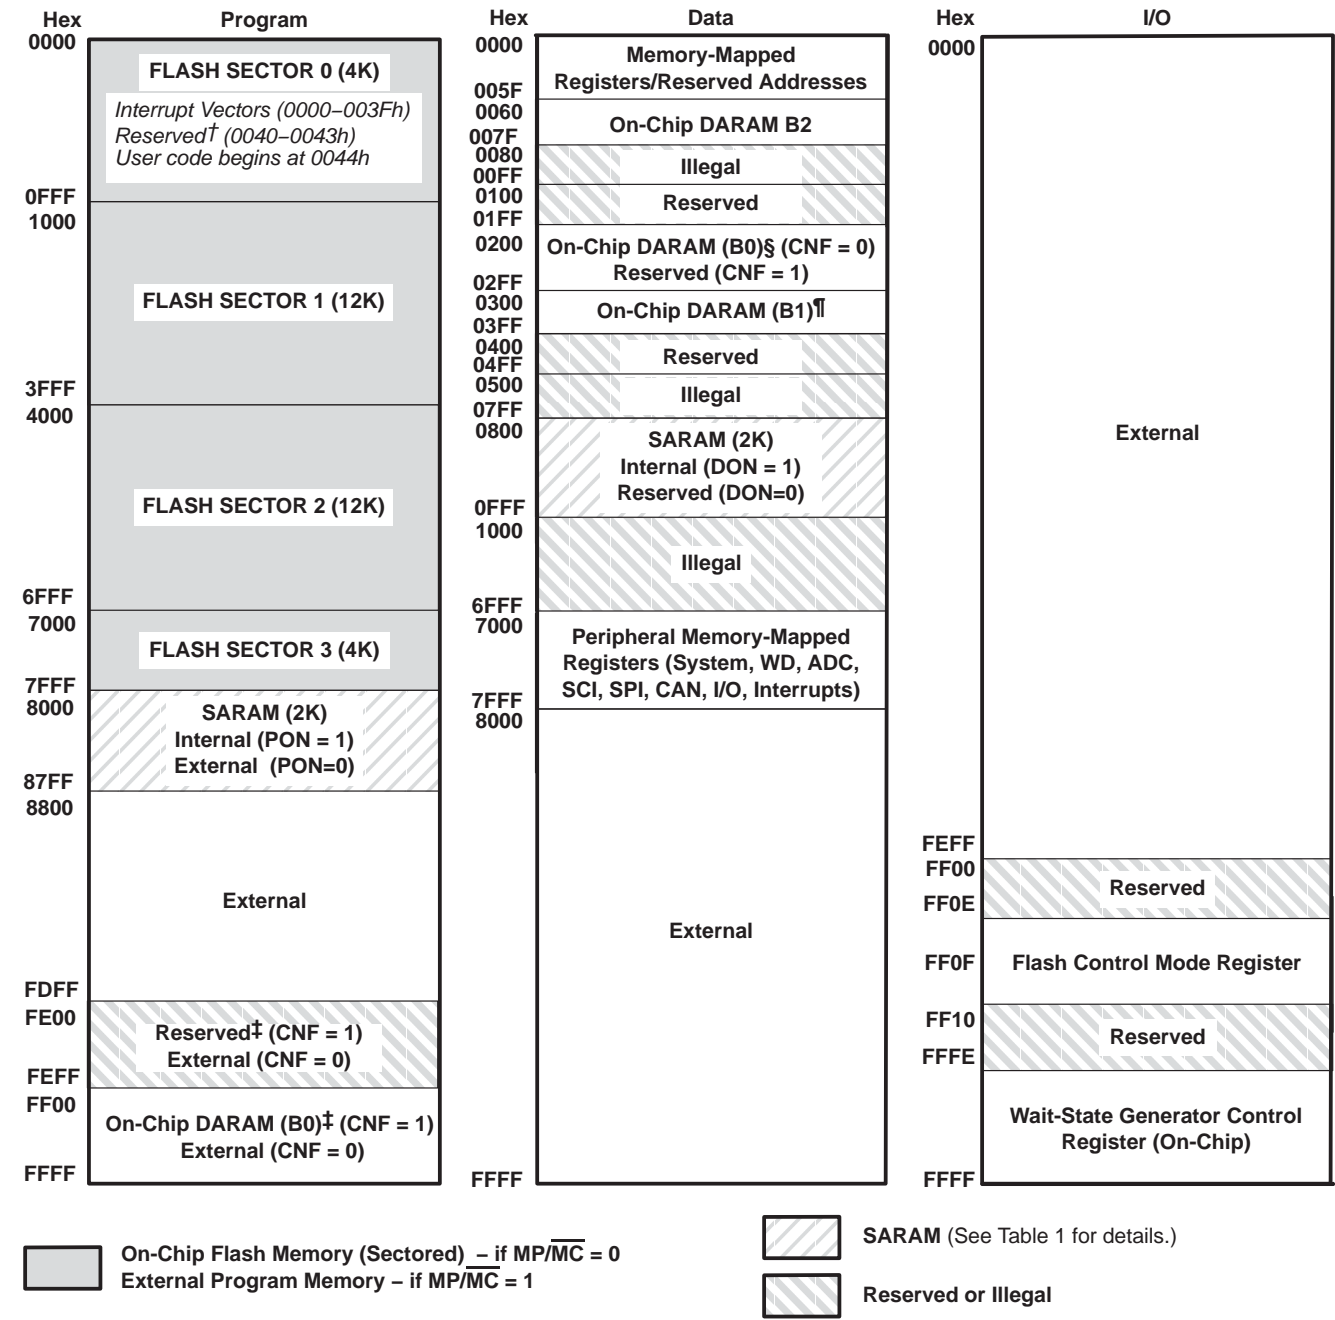 Hex Program
0000
FLASH SECTOR 0 (4K)
Interrupt Vectors (0000–003Fh)
Reserved† (0040–0043h)
User code begins at 0044h
0FFF
1000
FLASH SECTOR 1 (12K)
3FFF
4000
FLASH SECTOR 2 (12K)
6FFF
7000
FLASH SECTOR 3 (4K)
7FFF
8000
SARAM (2K)
Internal (PON = 1)
External (PON=0)
87FF
8800
External
FDFF
FE00
Reserved‡ (CNF = 1)
External (CNF = 0)
FEFF
FF00
On-Chip DARAM (B0)‡ (CNF = 1)
External (CNF = 0)
FFFF
Hex Data
0000
Memory-Mapped
Registers/Reserved Addresses
005F
0060
On-Chip DARAM B2
007F
0080
Illegal
00FF
0100
Reserved
01FF
0200
On-Chip DARAM (B0)§ (CNF = 0)
Reserved (CNF = 1)
02FF
0300
On-Chip DARAM (B1)¶
03FF
0400
Reserved
04FF
0500
Illegal
07FF
0800
SARAM (2K)
Internal (DON = 1)
Reserved (DON=0)
0FFF
1000
Illegal
6FFF
7000
Peripheral Memory-Mapped
Registers (System, WD, ADC,
SCI, SPI, CAN, I/O, Interrupts)
7FFF
8000
External
FFFF
Hex I/O
0000
External
FEFF
FF00
Reserved
FF0E
FF0F Flash Control Mode Register
FF10
Reserved
FFFE
Wait-State Generator Control
Register (On-Chip)
FFFF
On-Chip Flash Memory (Sectored) – if MP/M̅C̅ = 0
External Program Memory – if MP/M̅C̅ = 1
SARAM (See Table 1 for details.)
Reserved or Illegal